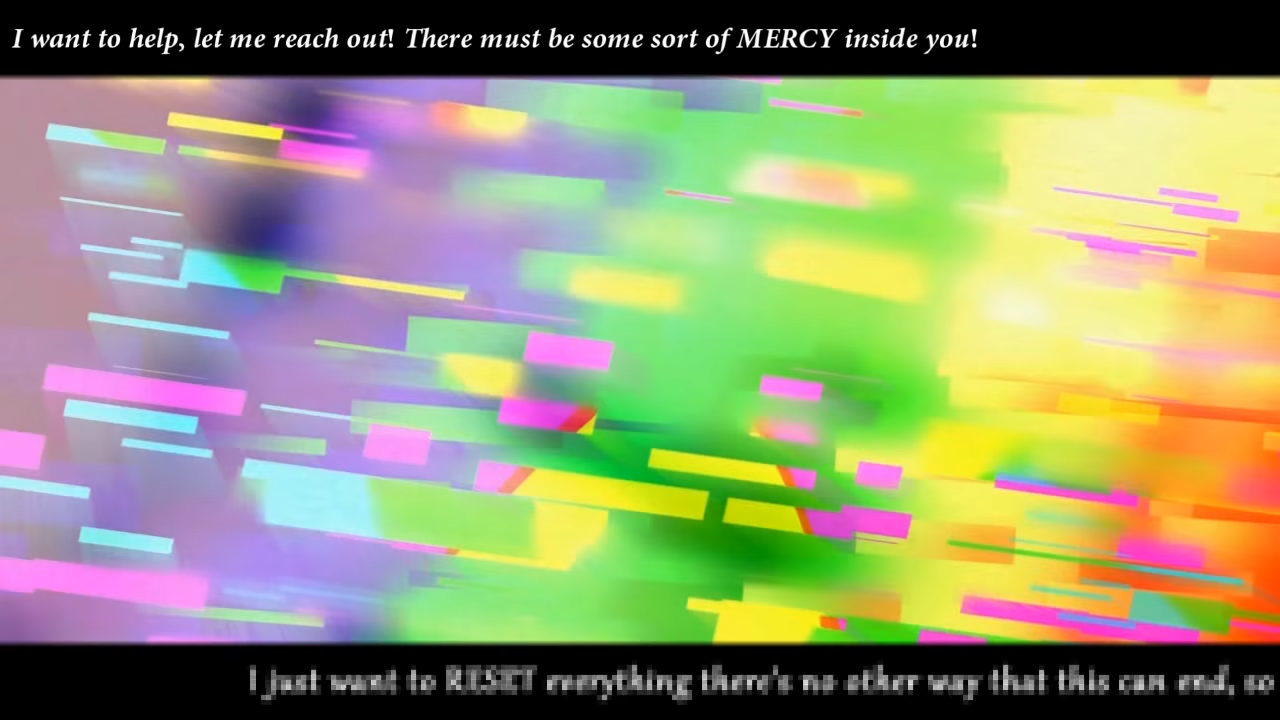 I want to help, let me reach out! There must be some sort of MERCY inside you!
I just want to RESET everything there's no other way that this can end, so